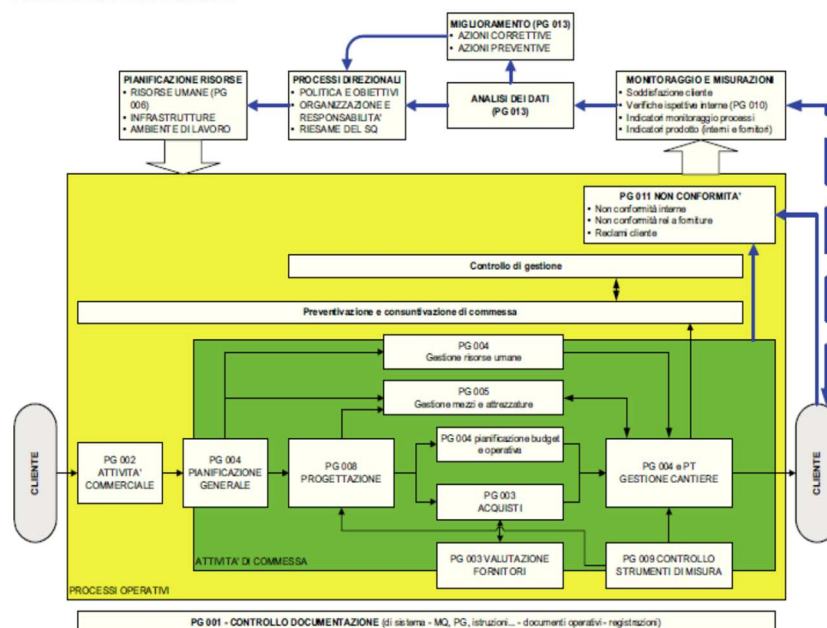 MIGLIORAMENTO (PG 013)
• AZIONI CORRETTIVE
• AZIONI PREVENTIVE
PIANIFICAZIONE RISORSE
• RISORSE UMANE (PG
006)
• INFRASTRUTTURE
• AMBIENTE DI LAVORO
PROCESSI DIREZIONALI
• POLITICA E OBIETTIVI
• ORGANIZZAZIONE E
RESPONSABILITA'
• RIESAME DEL SQ
ANALISI DEI DATI
(PG 013)
MONITORAGGIO E MISURAZIONI
• Soddisfazione cliente
• Verifiche ispettive interne (PG 010)
• Indicatori monitoraggio processi
• Indicatori prodotto (interni e fornitori)
PG 011 NON CONFORMITA'
• Non conformità interne
• Non conformità rel a forniture
• Reclami cliente
Controllo di gestione
Preventivazione e consuntivazione di commessa
PG 004
Gestione risorse umane
PG 005
Gestione mezzi e attrezzature
CLIENTE
PG 002
ATTIVITA'
COMMERCIALE
PG 004
PIANIFICAZIONE
GENERALE
PG 008
PROGETTAZIONE
PG 004 pianificazione budget
e operativa
PG 003
ACQUISTI
PG 004 e PT
GESTIONE CANTIERE
CLIENTE
PG 003 VALUTAZIONE
FORNITORI
PG 009 CONTROLLO
STRUMENTI DI MISURA
ATTIVITA' DI COMMESSA
PROCESSI OPERATIVI
PG 001 - CONTROLLO DOCUMENTAZIONE (di sistema - MQ, PG, istruzioni... - documenti operativi - registrazioni)